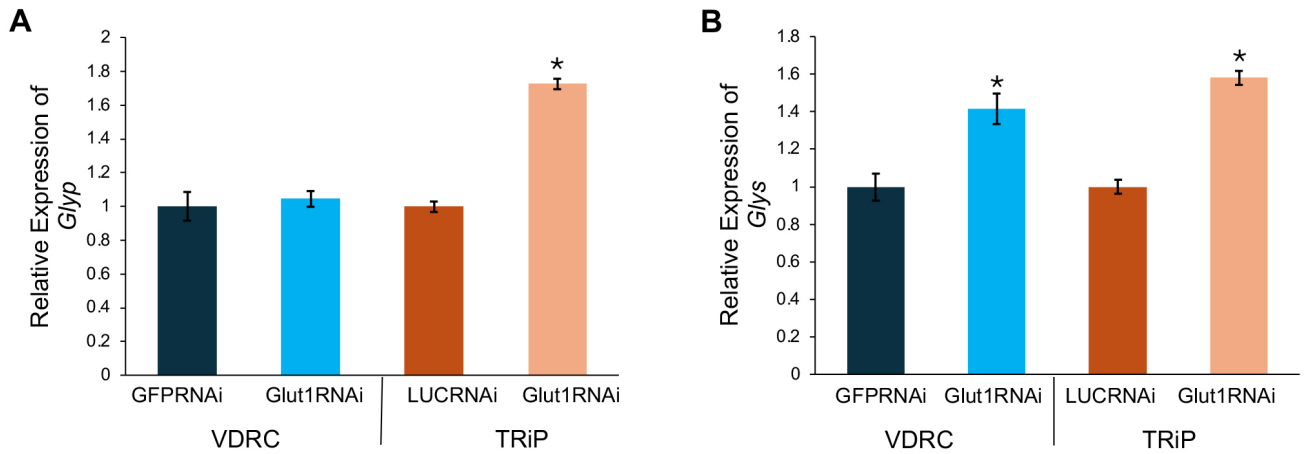 A
Relative Expression of
Glyp
2
1.8
1.6
1.4
1.2
1
0.8
0.6
0.4
0.2
0
*
GFPRNAi Glut1RNAi LUCRNAi Glut1RNAi
VDRC TRiP
B
Relative Expression of
Glys
1.8
1.6
1.4
1.2
1
0.8
0.6
0.4
0.2
0
* *
GFPRNAi Glut1RNAi LUCRNAi Glut1RNAi
VDRC TRiP